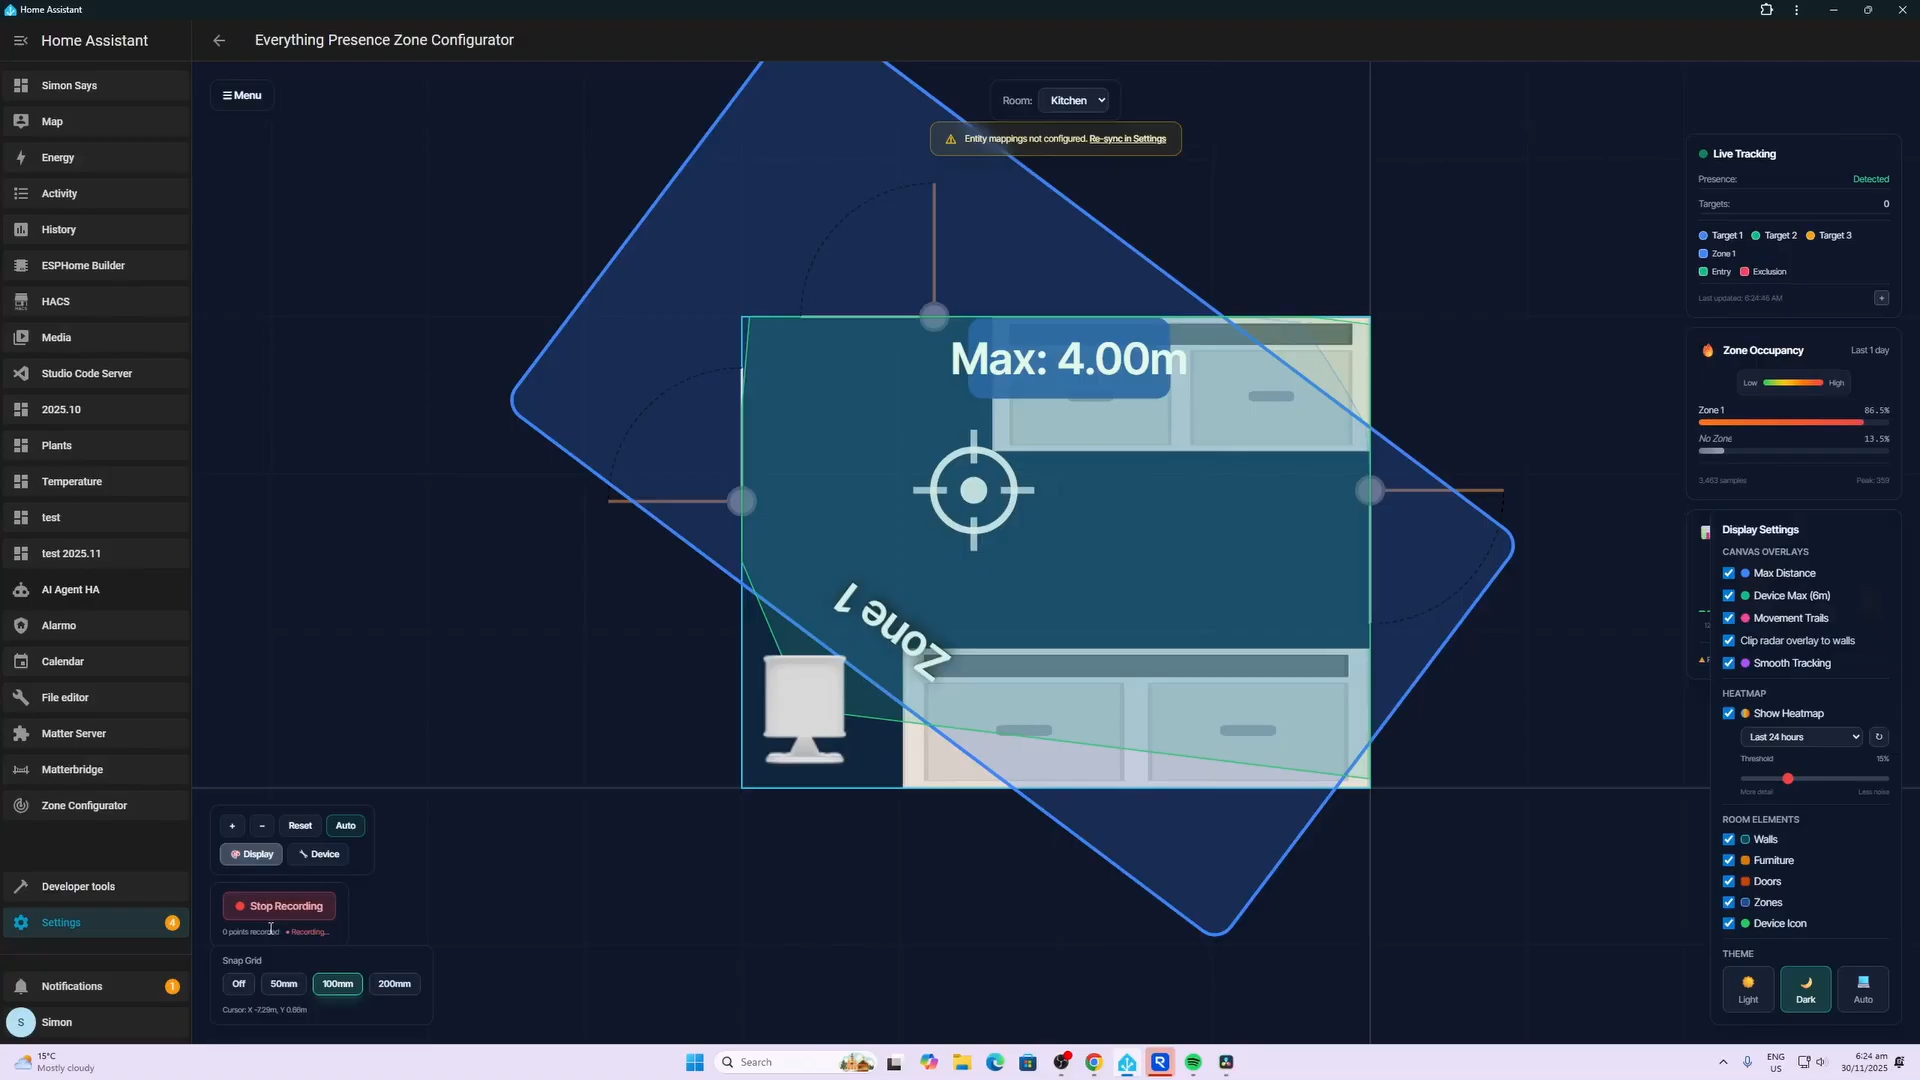 Home Assistant
Home Assistant
Everything Presence Zone Configurator
Simon Says
Map
Energy
Activity
History
ESPHome Builder
HACS
Media
Studio Code Server
2025.10
Plants
Temperature
test
test 2025.11
AI Agent HA
Alarmo
Calendar
File editor
Matter Server
Matterbridge
Zone Configurator
Developer tools
Settings
4
Notifications
1
S
Simon
☰ Menu
Room: Kitchen
Entity mappings not configured. Re-sync in Settings
Max: 4.00m
Zone 1
+ − Reset Auto
Display Device
Stop Recording
0 points recorded • Recording...
Snap Grid
Off 50mm 100mm 200mm
Cursor: X -7.29m, Y 0.66m
Live Tracking
Presence: Detected
Targets: 0
Target 1 Target 2 Target 3
Zone 1
Entry Exclusion
Last updated: 6:24:46 AM +
Zone Occupancy Last 1 day
Low High
Zone 1 86.5%
No Zone 13.5%
3,463 samples Peak: 359
Display Settings
CANVAS OVERLAYS
Max Distance
Device Max (6m)
Movement Trails
Clip radar overlay to walls
Smooth Tracking
HEATMAP
Show Heatmap
Last 24 hours
Threshold 15%
More detail Less noise
ROOM ELEMENTS
Walls
Furniture
Doors
Zones
Device Icon
THEME
Light Dark Auto
15°C
Mostly cloudy
Search
ENG
US
6:24 am
30/11/2025